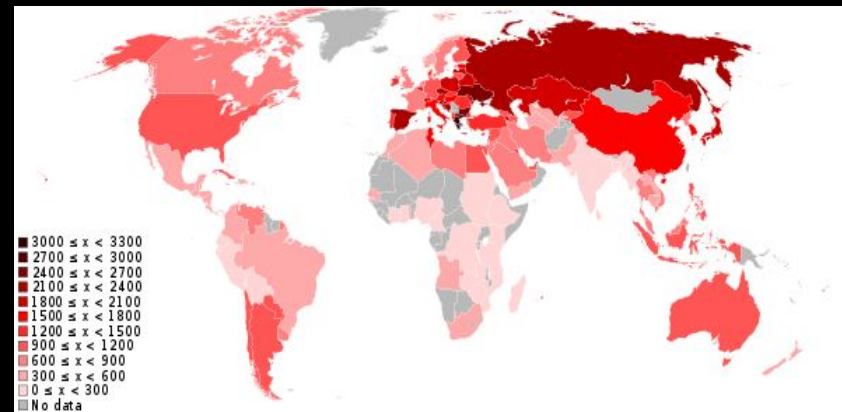 3000 ≤ x < 3300
2700 ≤ x < 3000
2400 ≤ x < 2700
2100 ≤ x < 2400
1800 ≤ x < 2100
1500 ≤ x < 1800
1200 ≤ x < 1500
900 ≤ x < 1200
600 ≤ x < 900
300 ≤ x < 600
0 ≤ x < 300
No data